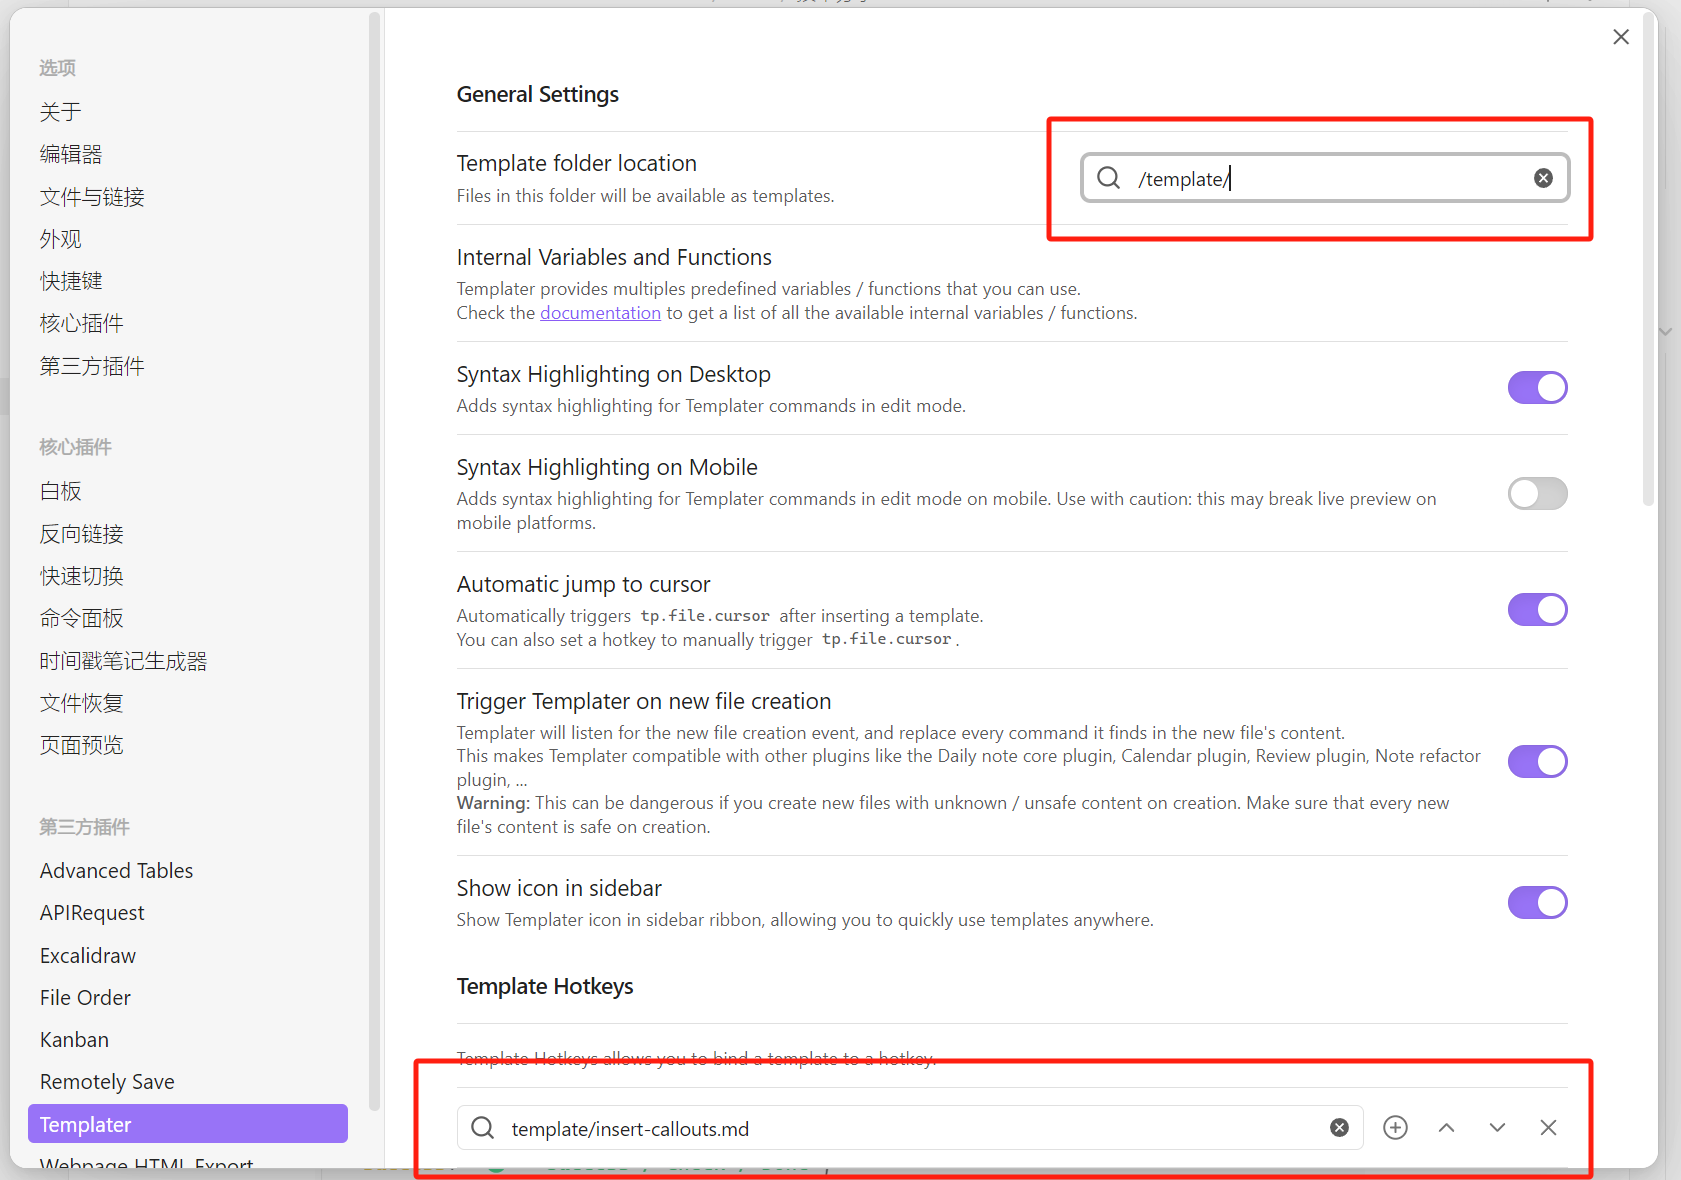 选项
关于
编辑器
文件与链接
外观
快捷键
核心插件
第三方插件
核心插件
白板
反向链接
快速切换
命令面板
时间戳笔记生成器
文件恢复
页面预览
第三方插件
Advanced Tables
APIRequest
Excalidraw
File Order
Kanban
Remotely Save
Templater
Webpage HTML Export
General Settings
Template folder location
Files in this folder will be available as templates.
/template/
Internal Variables and Functions
Templater provides multiples predefined variables / functions that you can use.
Check the documentation to get a list of all the available internal variables / functions.
Syntax Highlighting on Desktop
Adds syntax highlighting for Templater commands in edit mode.
Syntax Highlighting on Mobile
Adds syntax highlighting for Templater commands in edit mode on mobile. Use with caution: this may break live preview on
mobile platforms.
Automatic jump to cursor
Automatically triggers tp.file.cursor after inserting a template.
You can also set a hotkey to manually trigger tp.file.cursor.
Trigger Templater on new file creation
Templater will listen for the new file creation event, and replace every command it finds in the new file's content.
This makes Templater compatible with other plugins like the Daily note core plugin, Calendar plugin, Review plugin, Note refactor
plugin, ...
Warning: This can be dangerous if you create new files with unknown / unsafe content on creation. Make sure that every new
file's content is safe on creation.
Show icon in sidebar
Show Templater icon in sidebar ribbon, allowing you to quickly use templates anywhere.
Template Hotkeys
Template Hotkeys allows you to bind a template to a hotkey.
template/insert-callouts.md